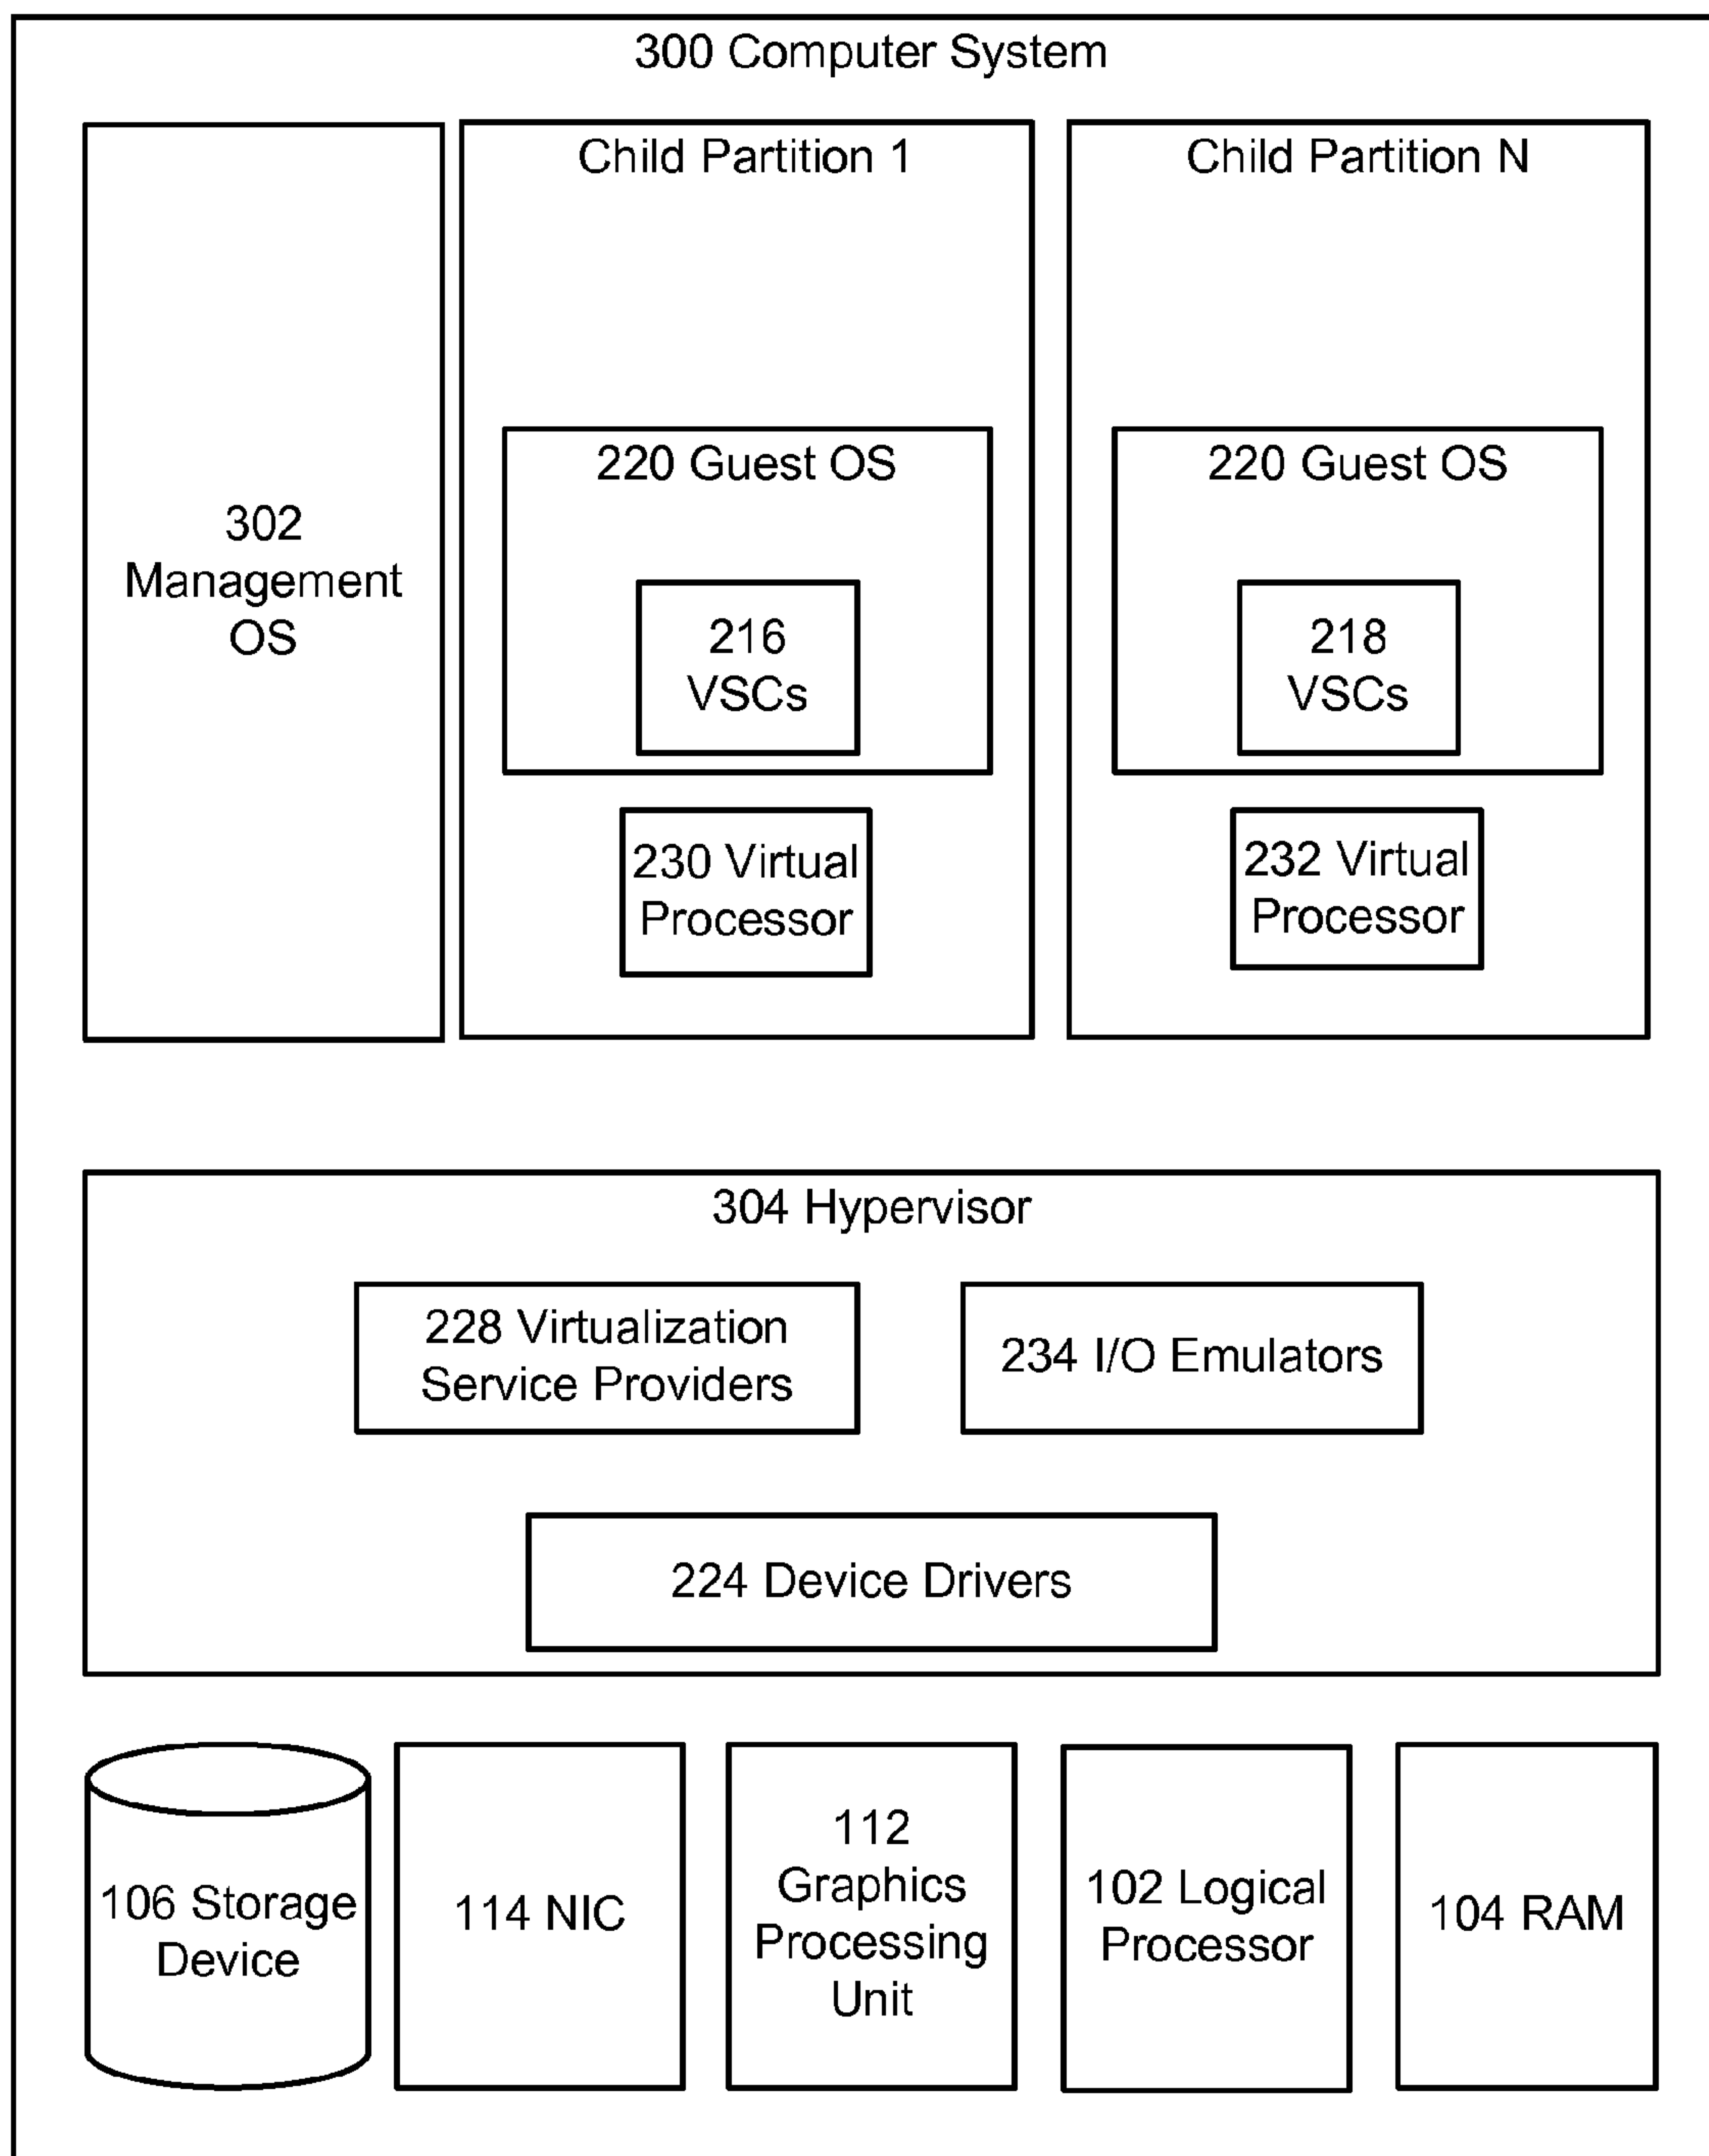 300 Computer System
302
Management
OS
Child Partition 1
220 Guest OS
216
VSCs
230 Virtual
Processor
Child Partition N
220 Guest OS
218
VSCs
232 Virtual
Processor
304 Hypervisor
228 Virtualization
Service Providers
234 I/O Emulators
224 Device Drivers
106 Storage
Device
114 NIC
112
Graphics
Processing
Unit
102 Logical
Processor
104 RAM